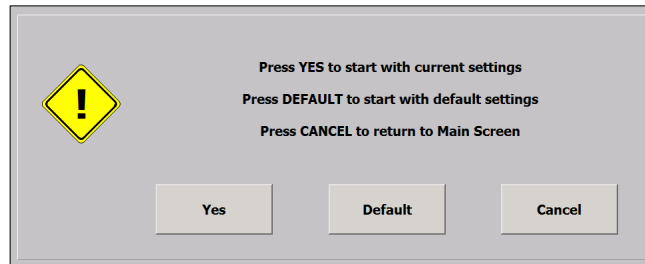 Press YES to start with current settings
Press DEFAULT to start with default settings
!
Press CANCEL to return to Main Screen
Yes Default Cancel